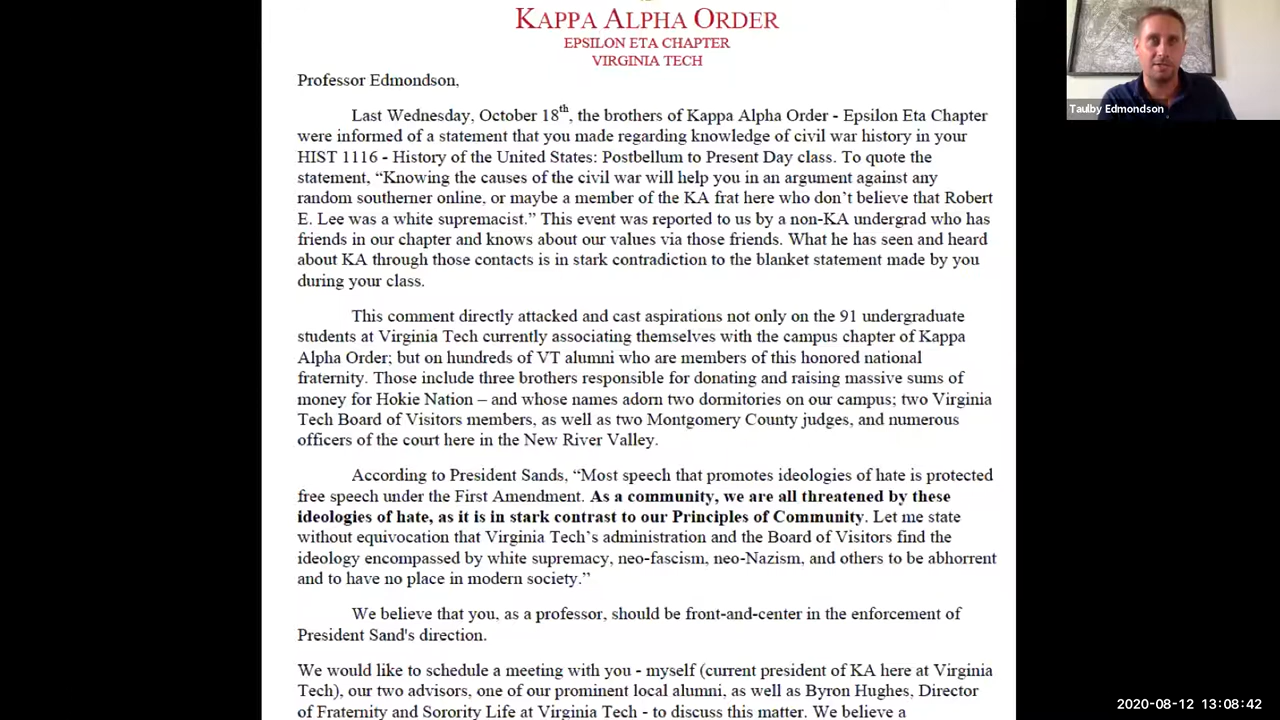 KAPPA ALPHA ORDER
EPSILON ETA CHAPTER
VIRGINIA TECH
Professor Edmondson,
Last Wednesday, October 18th, the brothers of Kappa Alpha Order - Epsilon Eta Chapter
were informed of a statement that you made regarding knowledge of civil war history in your
HIST 1116 - History of the United States: Postbellum to Present Day class. To quote the
statement, “Knowing the causes of the civil war will help you in an argument against any
random southerner online, or maybe a member of the KA frat here who don’t believe that Robert
E. Lee was a white supremacist.” This event was reported to us by a non-KA undergrad who has
friends in our chapter and knows about our values via those friends. What he has seen and heard
about KA through those contacts is in stark contradiction to the blanket statement made by you
during your class.
This comment directly attacked and cast aspirations not only on the 91 undergraduate
students at Virginia Tech currently associating themselves with the campus chapter of Kappa
Alpha Order; but on hundreds of VT alumni who are members of this honored national
fraternity. Those include three brothers responsible for donating and raising massive sums of
money for Hokie Nation – and whose names adorn two dormitories on our campus; two Virginia
Tech Board of Visitors members, as well as two Montgomery County judges, and numerous
officers of the court here in the New River Valley.
According to President Sands, “Most speech that promotes ideologies of hate is protected
free speech under the First Amendment. As a community, we are all threatened by these
ideologies of hate, as it is in stark contrast to our Principles of Community. Let me state
without equivocation that Virginia Tech’s administration and the Board of Visitors find the
ideology encompassed by white supremacy, neo-fascism, neo-Nazism, and others to be abhorrent
and to have no place in modern society.”
We believe that you, as a professor, should be front-and-center in the enforcement of
President Sand's direction.
We would like to schedule a meeting with you - myself (current president of KA here at Virginia
Tech), our two advisors, one of our prominent local alumni, as well as Byron Hughes, Director
of Fraternity and Sorority Life at Virginia Tech - to discuss this matter. We believe a
Taulby Edmondson
2020-08-12 13:08:42